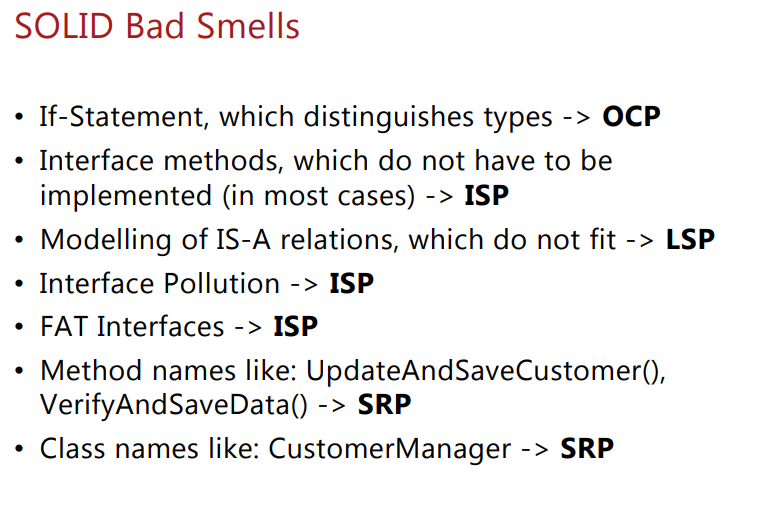 SOLID Bad Smells
• If-Statement, which distinguishes types -> OCP
• Interface methods, which do not have to be
implemented (in most cases) -> ISP
• Modelling of IS-A relations, which do not fit -> LSP
• Interface Pollution -> ISP
• FAT Interfaces -> ISP
• Method names like: UpdateAndSaveCustomer(),
VerifyAndSaveData() -> SRP
• Class names like: CustomerManager -> SRP